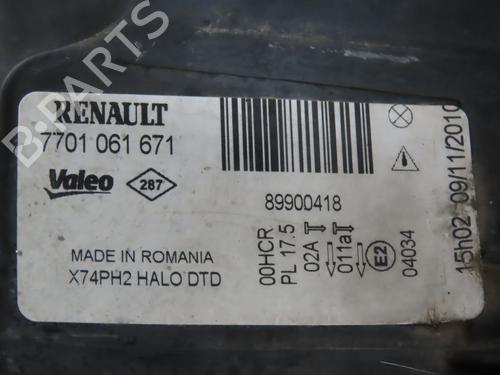 B-PARTS
RENAULT
7701 061 671
Valeo
287
MADE IN ROMANIA
X74PH2 HALO DTD
89900418
00HCR
PL 17.5
02A
011a
E2
04034
15h02 09/11/2010